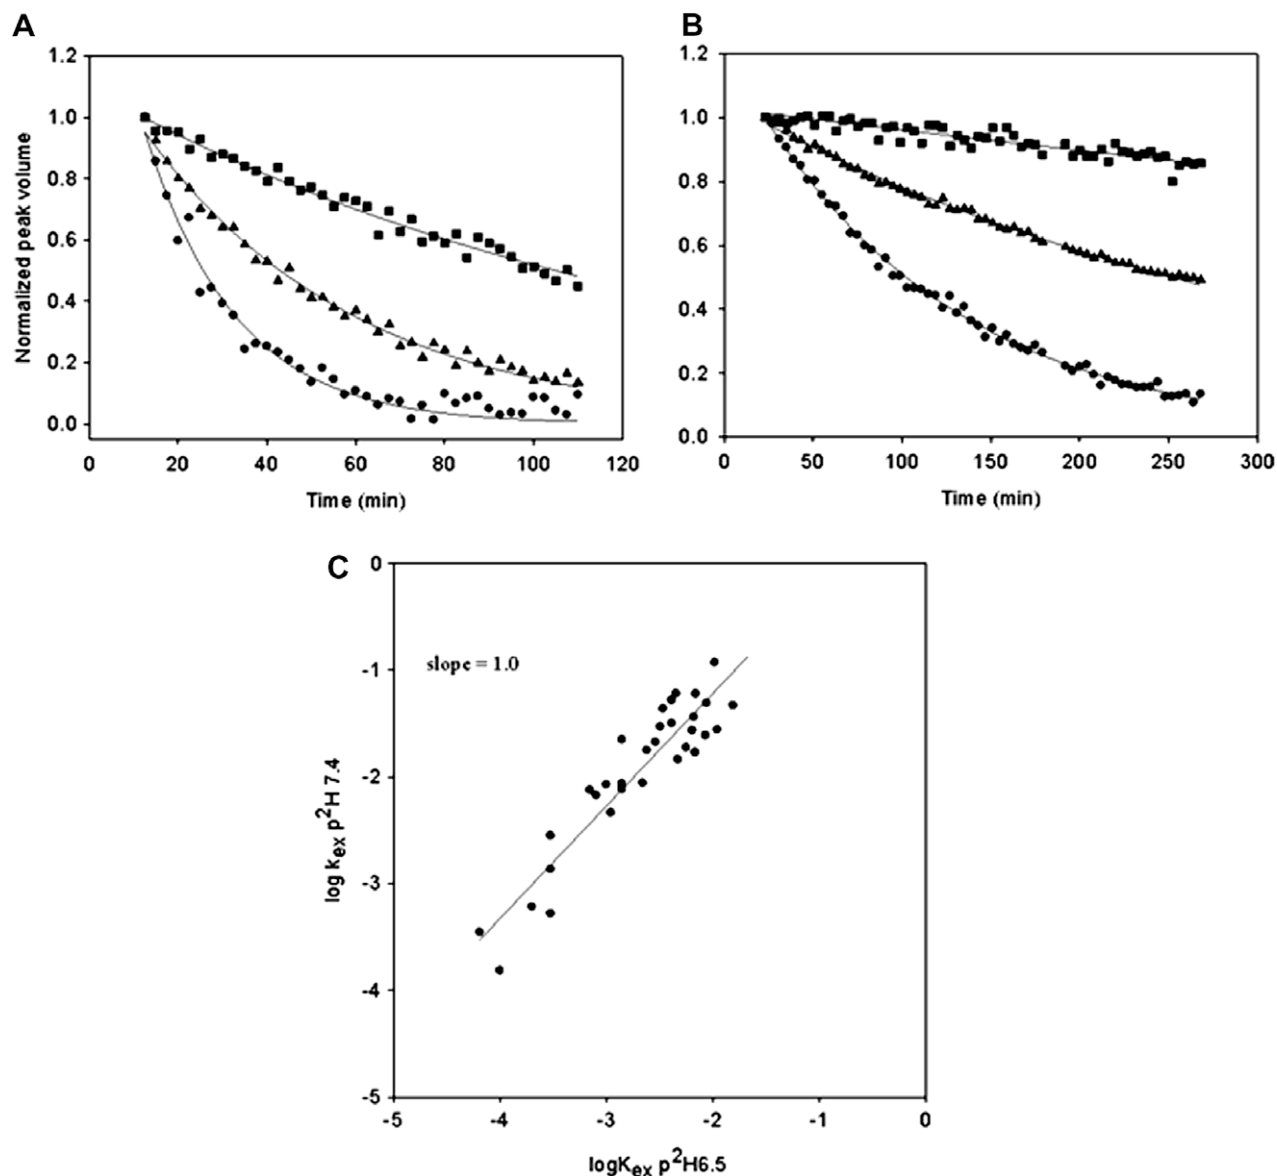 A
B
1.2
1.0
0.8
0.6
0.4
0.2
0.0
Normalized peak volume
0 20 40 60 80 100 120
Time (min)
1.2
1.0
0.8
0.6
0.4
0.2
0.0
0 50 100 150 200 250 300
Time (min)
C
0
-1
-2
-3
-4
-5
slope = 1.0
log kex p2H 7.4
-5 -4 -3 -2 -1 0
logKex p2H6.5